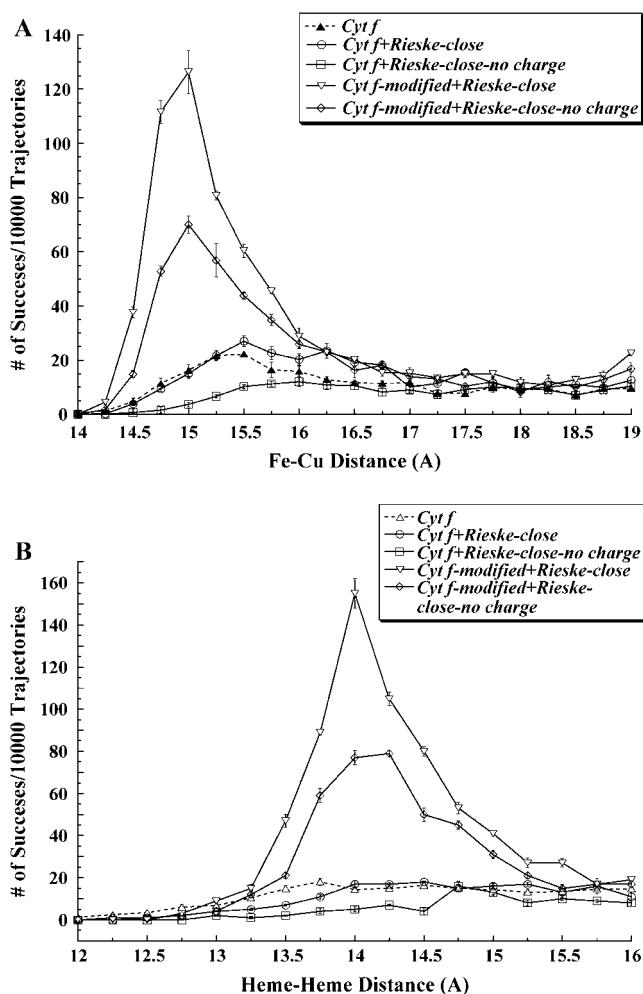 A
Cyt f
Cyt f+Rieske-close
Cyt f+Rieske-close-no charge
Cyt f-modified+Rieske-close
Cyt f-modified+Rieske-close-no charge
# of Succeses/10000 Trajectories
140
120
100
80
60
40
20
0
14 14.5 15 15.5 16 16.5 17 17.5 18 18.5 19
Fe-Cu Distance (A)
B
Cyt f
Cyt f+Rieske-close
Cyt f+Rieske-close-no charge
Cyt f-modified+Rieske-close
Cyt f-modified+Rieske-
close-no charge
# of Succeses/10000 Trajectories
160
140
120
100
80
60
40
20
0
12 12.5 13 13.5 14 14.5 15 15.5 16
Heme-Heme Distance (A)